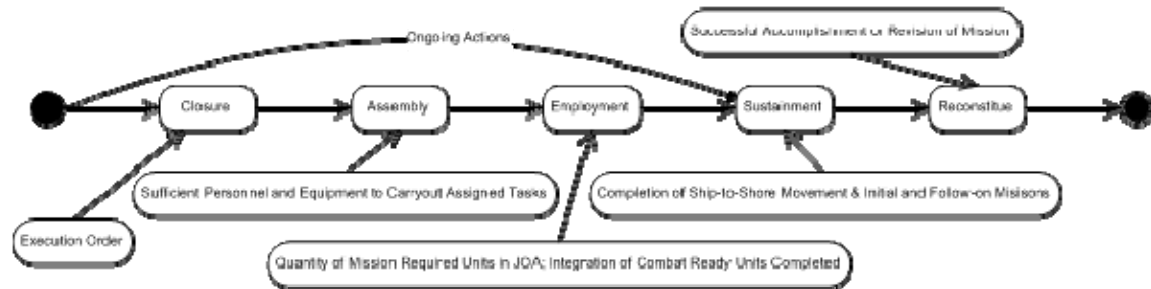 Successful Accomplishment or Revision of Mission
Ongoing Actions
Closure
Assembly
Employment
Sustainment
Reconstitue
Sufficient Personnel and Equipment to Carryout Assigned Tasks
Completion of Ship-to-Shore Movement & Initial and Follow-on Misisons
Execution Order
Quantity of Mission Required Units in JOA; Integration of Combat Ready Units Completed